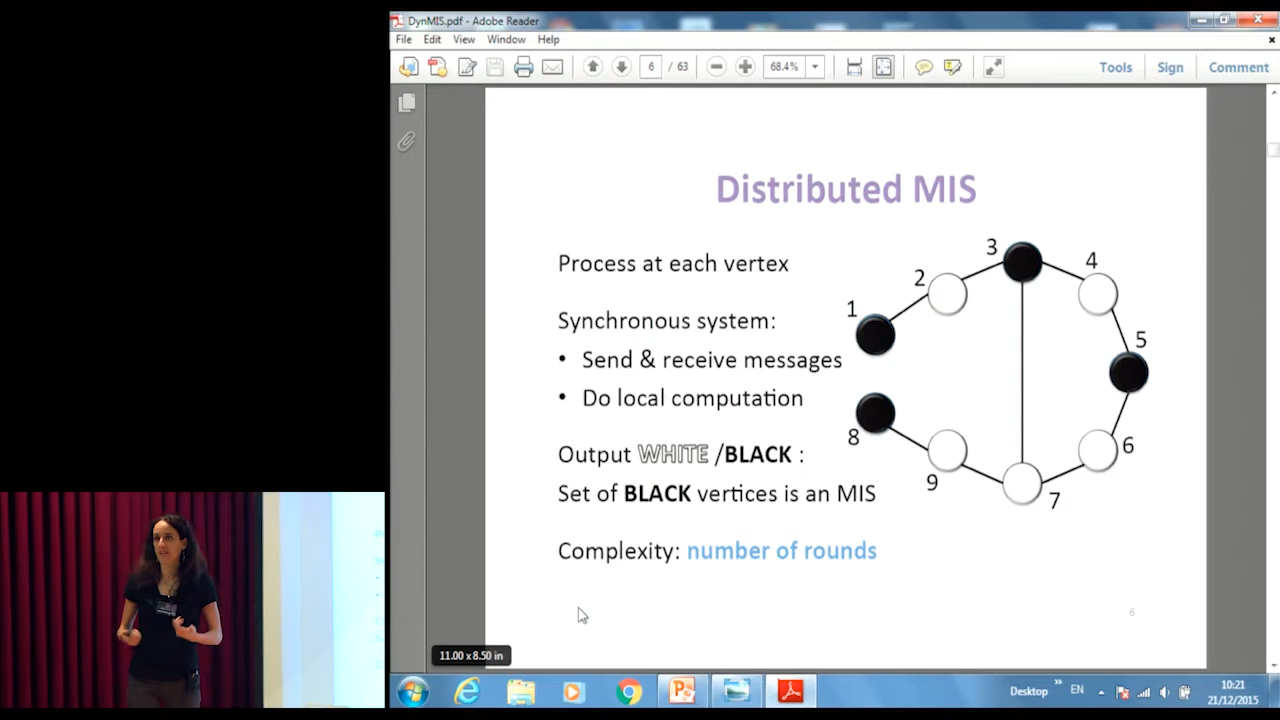 DynMIS.pdf - Adobe Reader
File Edit View Window Help
6 / 63 68.4% Tools Sign Comment
Distributed MIS
Process at each vertex
Synchronous system:
• Send & receive messages
• Do local computation
Output WHITE /BLACK :
Set of BLACK vertices is an MIS
Complexity: number of rounds
3
4
2
1
5
8
6
9
7
6
11.00 x 8.50 in
Desktop » EN 10:21
21/12/2015